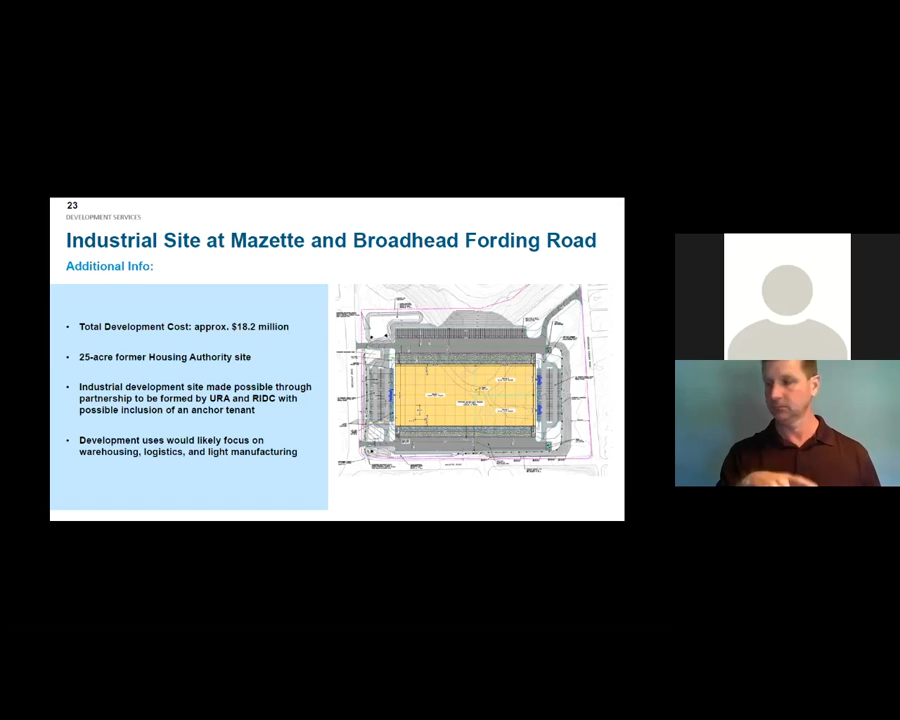 23
DEVELOPMENT SERVICES
Industrial Site at Mazette and Broadhead Fording Road
Additional Info:
• Total Development Cost: approx. $18.2 million
• 25-acre former Housing Authority site
• Industrial development site made possible through
partnership to be formed by URA and RIDC with
possible inclusion of an anchor tenant
• Development uses would likely focus on
warehousing, logistics, and light manufacturing